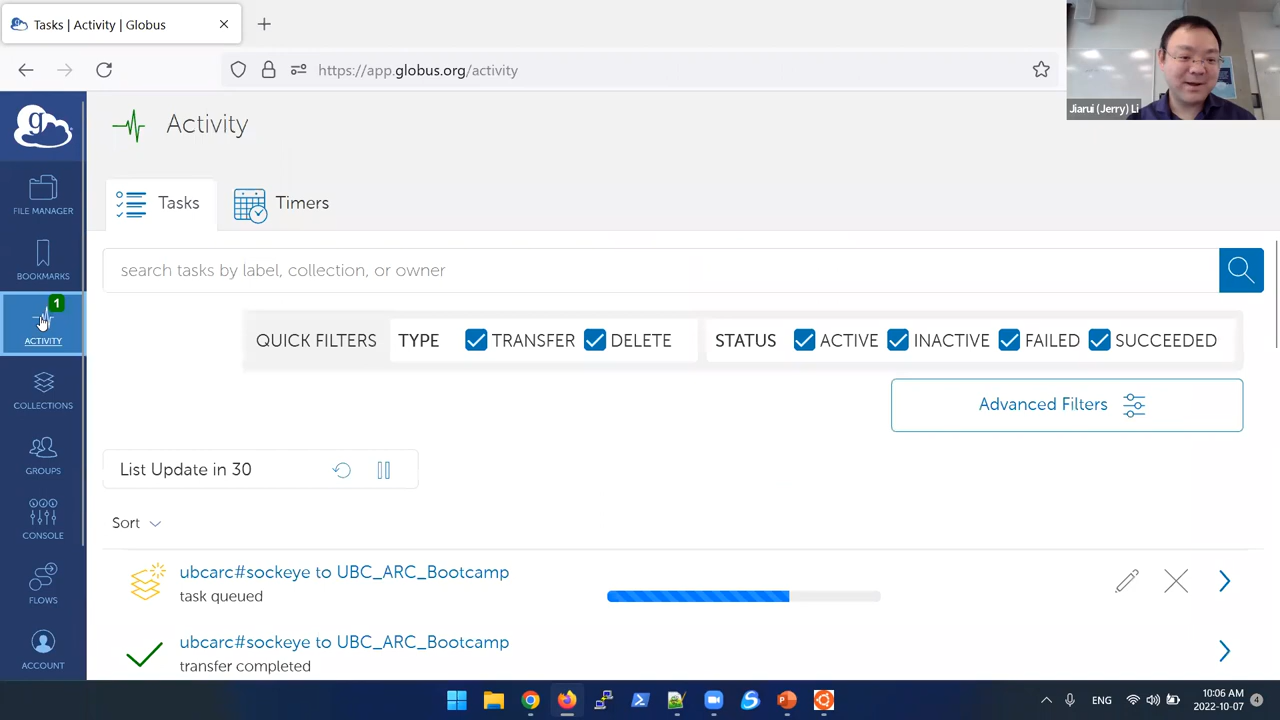 Tasks | Activity | Globus
https://app.globus.org/activity
Jiarui (Jerry) Li
g
Activity
FILE MANAGER
BOOKMARKS
1
ACTIVITY
COLLECTIONS
GROUPS
CONSOLE
FLOWS
ACCOUNT
Tasks
Timers
search tasks by label, collection, or owner
QUICK FILTERS TYPE TRANSFER DELETE STATUS ACTIVE INACTIVE FAILED SUCCEEDED
Advanced Filters
List Update in 30
Sort
ubcarc#sockeye to UBC_ARC_Bootcamp
task queued
ubcarc#sockeye to UBC_ARC_Bootcamp
transfer completed
ENG
10:06 AM
2022-10-07
4